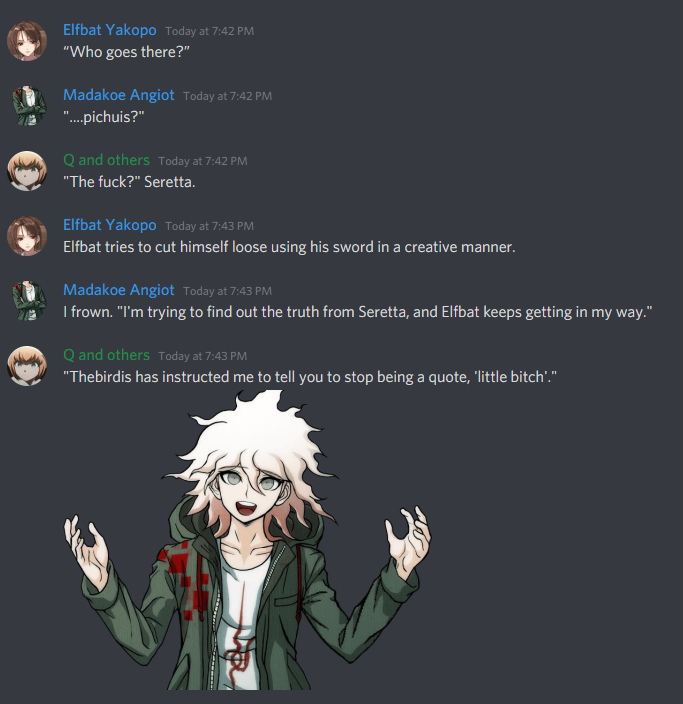 Elfbat Yakopo Today at 7:42 PM
“Who goes there?”
Madakoe Angiot Today at 7:42 PM
"....pichuis?"
Q and others Today at 7:42 PM
"The fuck?" Seretta.
Elfbat Yakopo Today at 7:43 PM
Elfbat tries to cut himself loose using his sword in a creative manner.
Madakoe Angiot Today at 7:43 PM
I frown. "I'm trying to find out the truth from Seretta, and Elfbat keeps getting in my way."
Q and others Today at 7:43 PM
"Thebirdis has instructed me to tell you to stop being a quote, 'little bitch'."